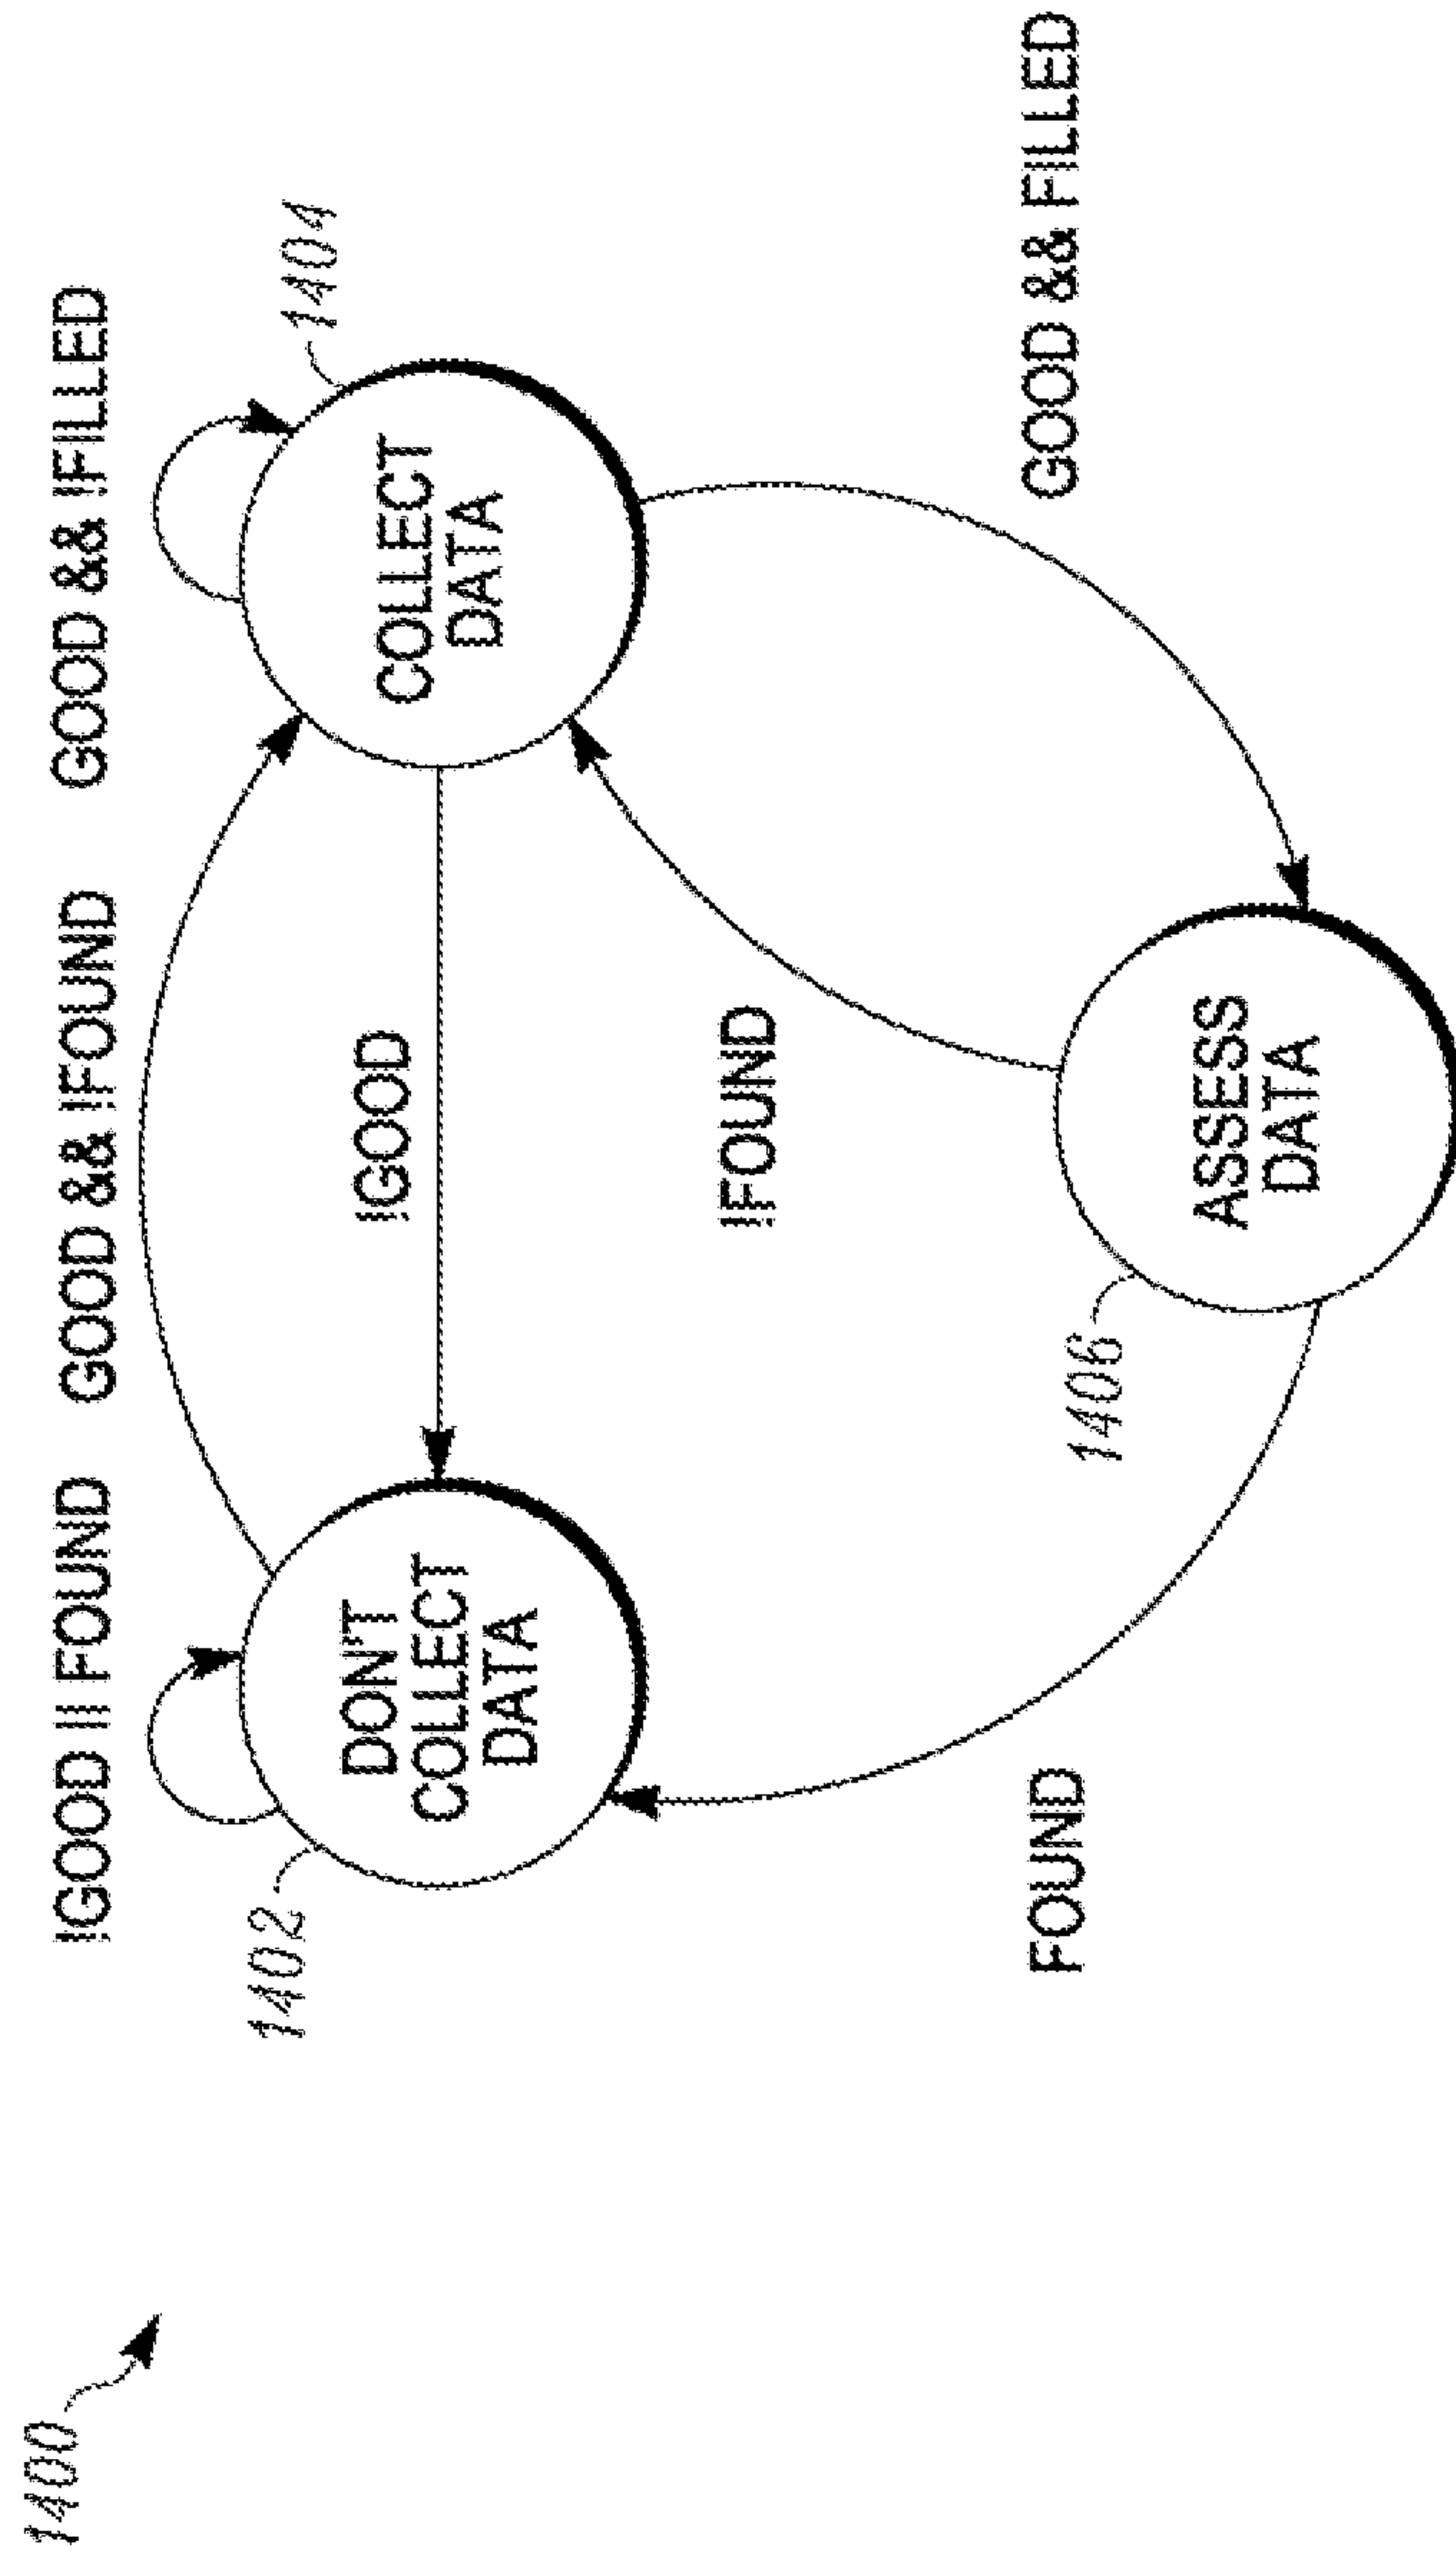 1400
!GOOD || FOUND
GOOD && !FOUND
GOOD && !FILLED
1402
1404
DON'T
COLLECT
DATA
!GOOD
COLLECT
DATA
!FOUND
FOUND
GOOD && FILLED
1406
ASSESS
DATA